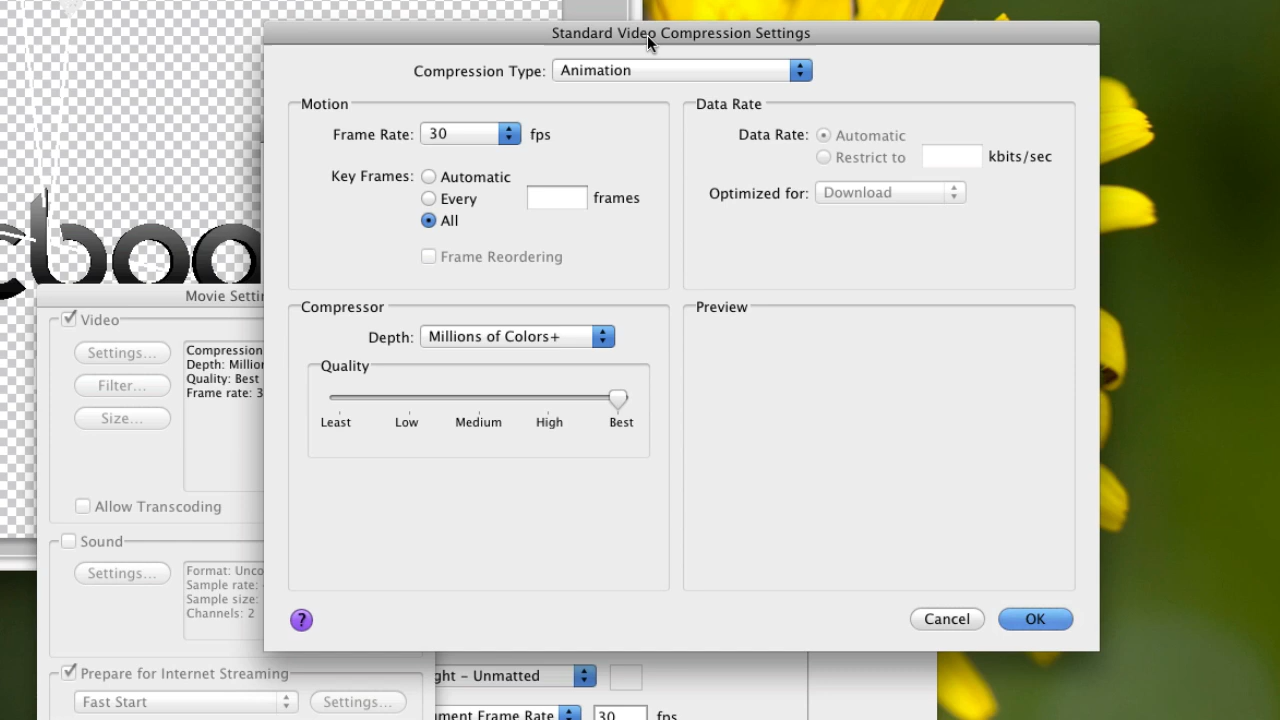 Standard Video Compression Settings
Compression Type: Animation
Motion
Frame Rate: 30 fps
Key Frames: Automatic
Every frames
All
Frame Reordering
Data Rate
Data Rate: Automatic
Restrict to kbits/sec
Optimized for: Download
Compressor
Depth: Millions of Colors+
Quality
Least Low Medium High Best
Preview
? Cancel OK
cboo
Movie Settin
Video
Settings...
Filter...
Size...
Compression
Depth: Million
Quality: Best
Frame rate: 3
Allow Transcoding
Sound
Settings...
Format: Unco
Sample rate:
Sample size:
Channels: 2
Prepare for Internet Streaming
Fast Start Settings...
ght - Unmatted
ment Frame Rate 30 fps